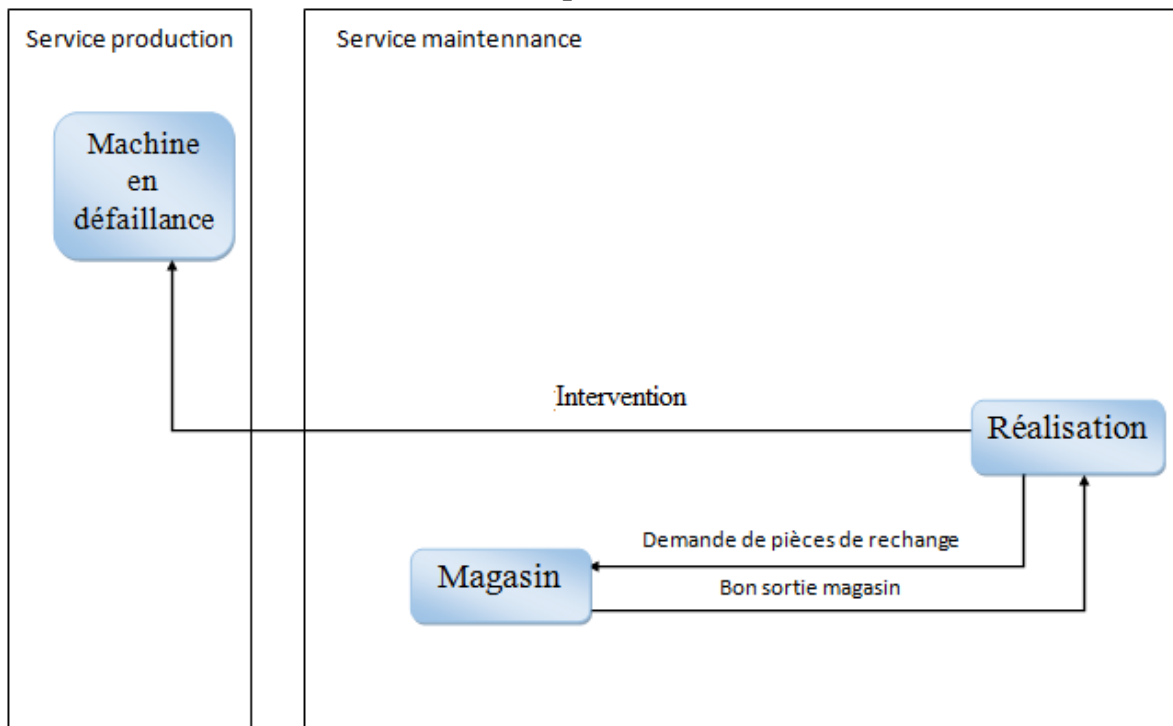 Service production
Service maintennance
Machine
en
défaillance
Intervention
Réalisation
Demande de pièces de rechange
Magasin
Bon sortie magasin